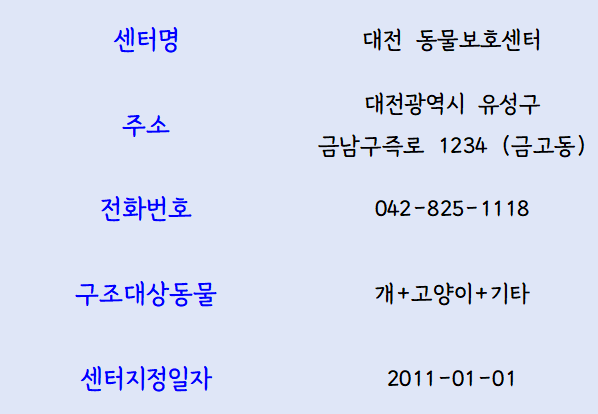 센터명 대전 동물보호센터
주소 대전광역시 유성구
금남구즉로 1234 (금고동)
전화번호 042-825-1118
구조대상동물 개+고양이+기타
센터지정일자 2011-01-01